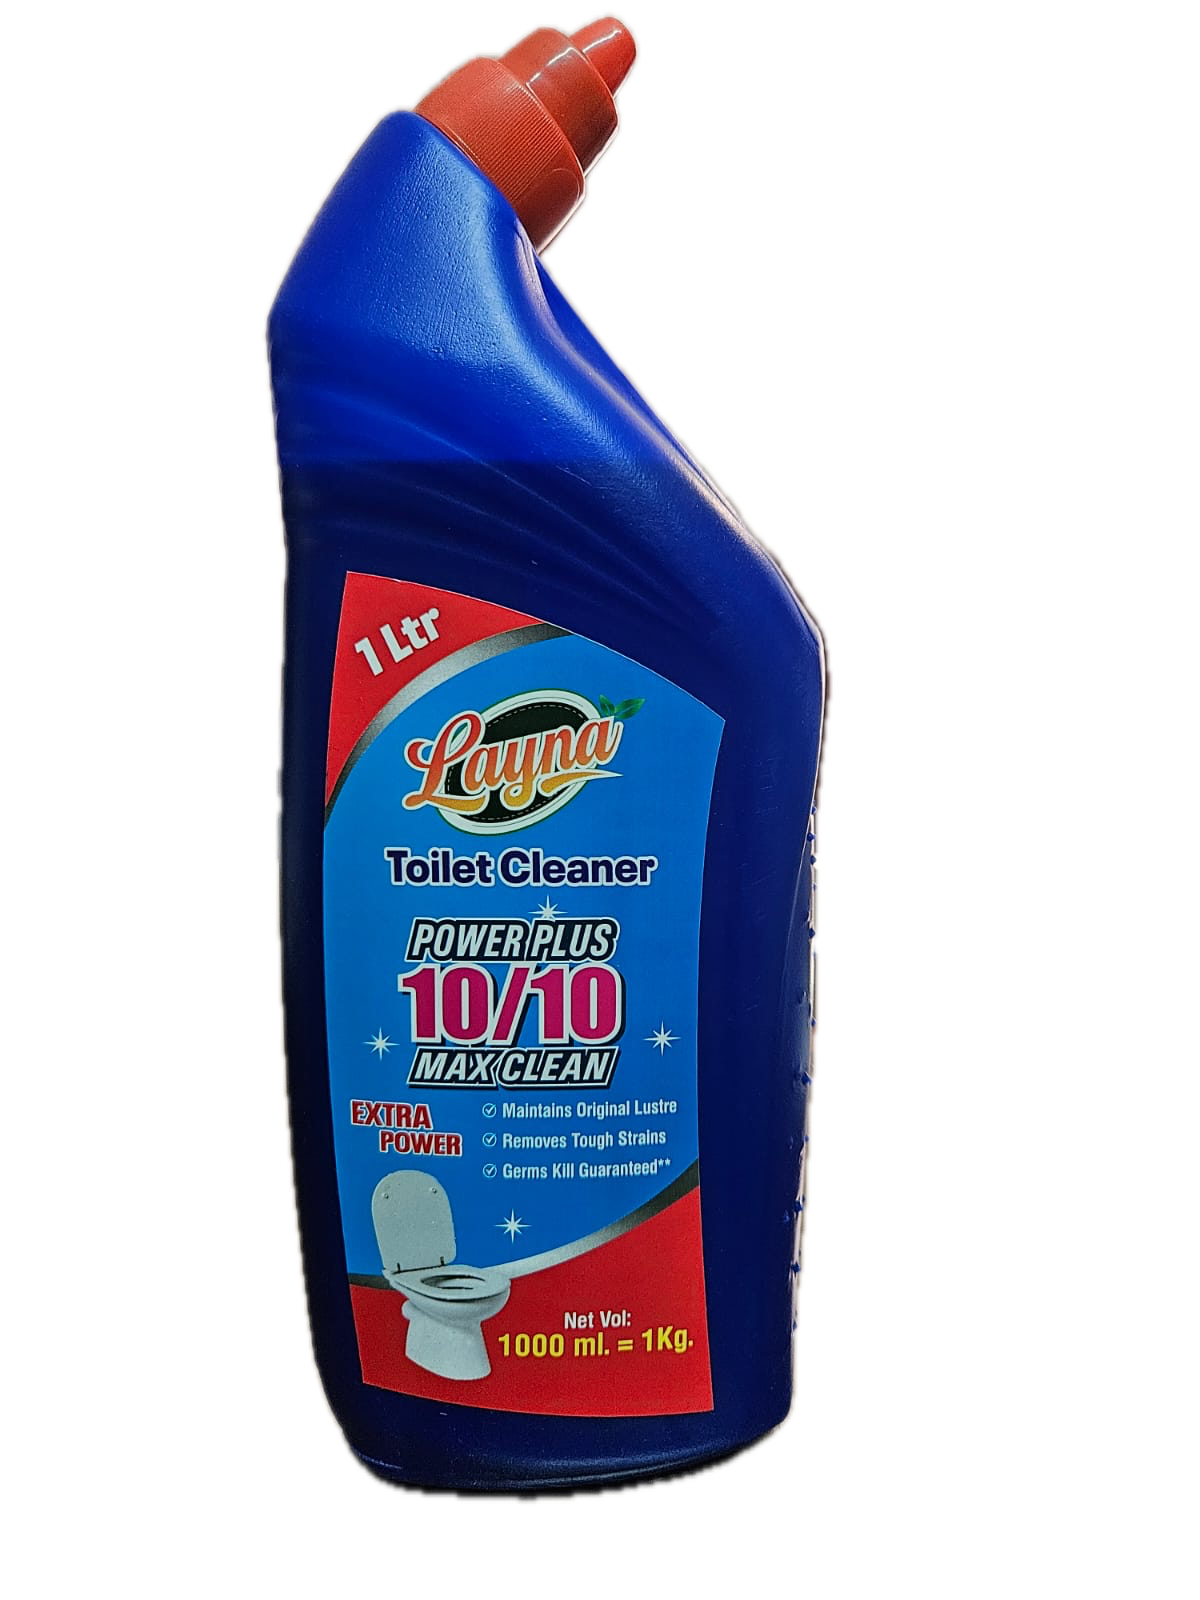 1 Ltr
Layna
Toilet Cleaner
POWER PLUS
10/10
MAX CLEAN
EXTRA
POWER
Maintains Original Lustre
Removes Tough Strains
Germs Kill Guaranteed**
Net Vol:
1000 ml. = 1Kg.